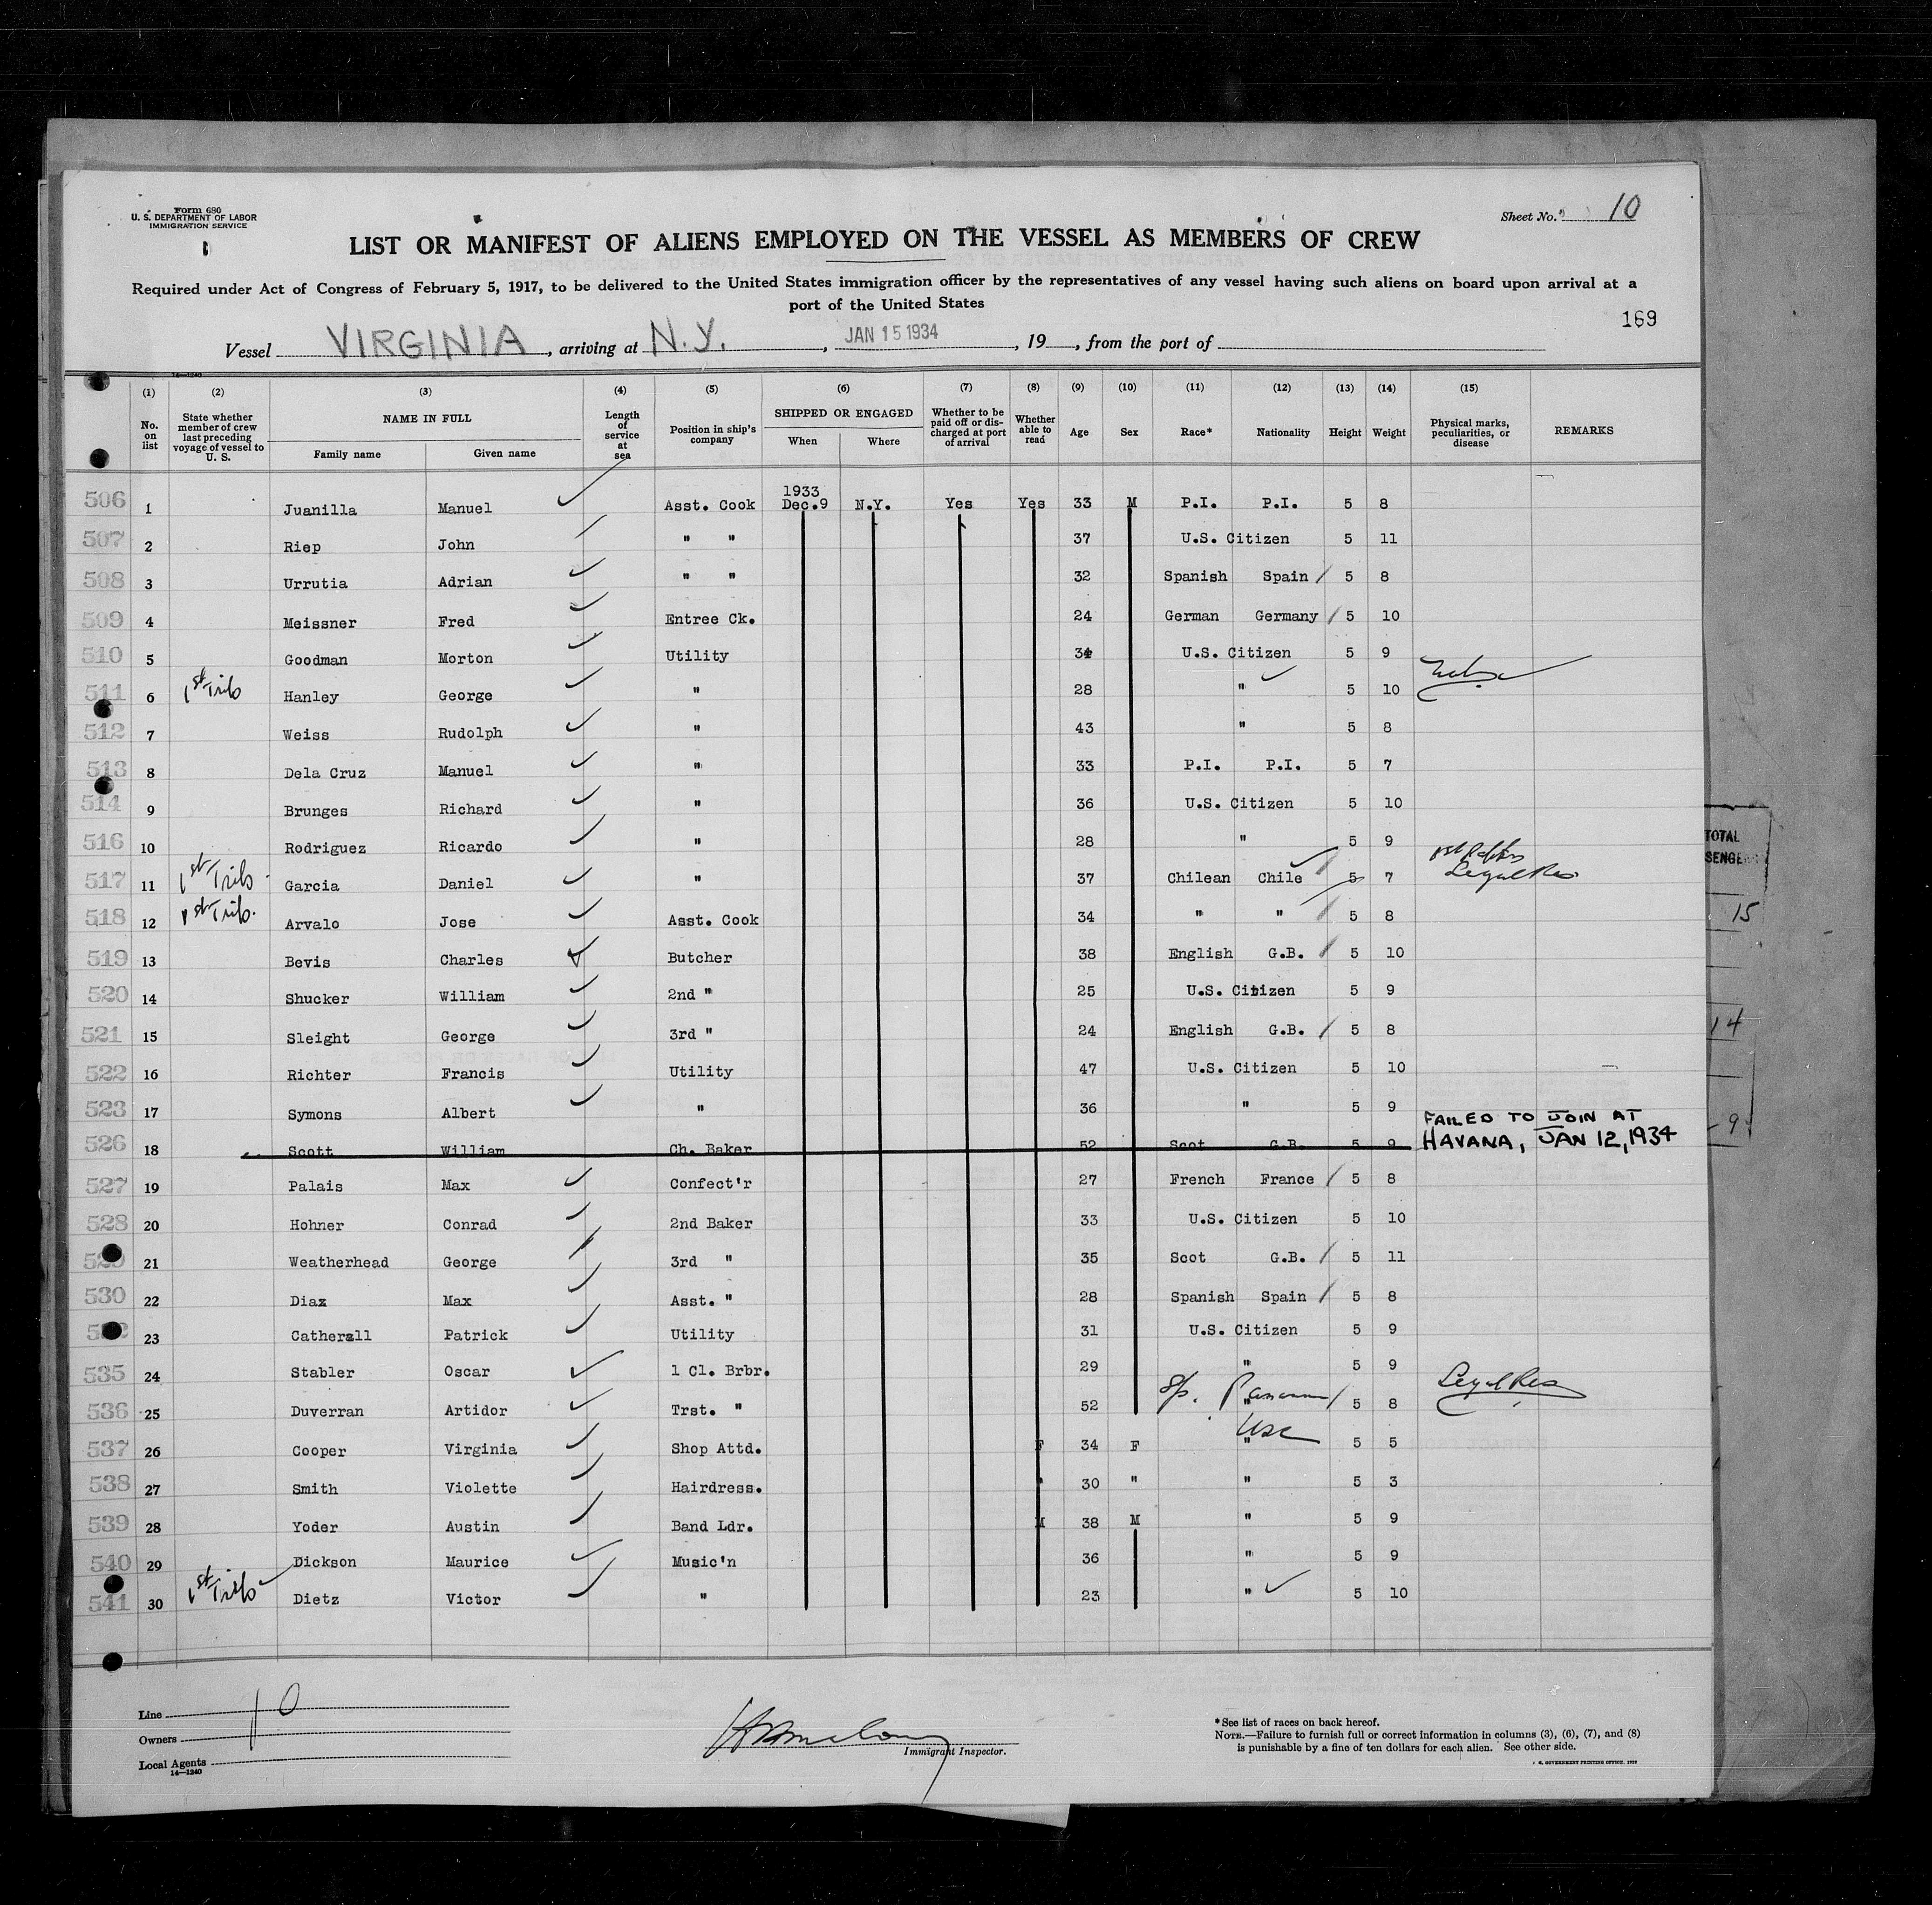 Form 680
U. S. DEPARTMENT OF LABOR
IMMIGRATION SERVICE
Sheet No. 10
LIST OR MANIFEST OF ALIENS EMPLOYED ON THE VESSEL AS MEMBERS OF CREW
Required under Act of Congress of February 5, 1917, to be delivered to the United States immigration officer by the representatives of any vessel having such aliens on board upon arrival at a
port of the United States
169
Vessel VIRGINIA, arriving at N.Y., JAN 15 1934, 19, from the port of
14-1240
(1) (2) (3) (4) (5) (6) (7) (8) (9) (10) (11) (12) (13) (14) (15)
No. on list State whether member of crew last preceding voyage of vessel to U. S. NAME IN FULL Family name Given name Length of service at sea Position in ship's company SHIPPED OR ENGAGED When Where Whether to be paid off or discharged at port of arrival Whether able to read Age Sex Race* Nationality Height Weight Physical marks, peculiarities, or disease REMARKS
506 1 Juanilla Manuel Asst. Cook 1933 Dec.9 N.Y. Yes Yes 33 M P.I. P.I. 5 8
507 2 Riep John " " 37 U.S. Citizen 5 11
508 3 Urrutia Adrian " " 32 Spanish Spain 5 8
509 4 Meissner Fred Entree Ck. 24 German Germany 5 10
510 5 Goodman Morton Utility 34 U.S. Citizen 5 9
511 6 1st Trip Hanley George " 28 " 5 10
512 7 Weiss Rudolph " 43 " 5 8
513 8 Dela Cruz Manuel " 33 P.I. P.I. 5 7
514 9 Brunges Richard " 36 U.S. Citizen 5 10
516 10 Rodriguez Ricardo " 28 " 5 9
517 11 1st Trip Garcia Daniel " 37 Chilean Chile 5 7 Legal Res
518 12 1st Trip. Arvalo Jose Asst. Cook 34 " " 5 8
519 13 Bevis Charles Butcher 38 English G.B. 5 10
520 14 Shucker William 2nd " 25 U.S. Citizen 5 9
521 15 Sleight George 3rd " 24 English G.B. 5 8
522 16 Richter Francis Utility 47 U.S. Citizen 5 10
523 17 Symons Albert " 36 " 5 9
526 18 Scott William Ch. Baker 52 Scot G.B. 5 9 FAILED TO JOIN AT HAVANA, JAN 12, 1934
527 19 Palais Max Confect'r 27 French France 5 8
528 20 Hohner Conrad 2nd Baker 33 U.S. Citizen 5 10
21 Weatherhead George 3rd " 35 Scot G.B. 5 11
530 22 Diaz Max Asst. " 28 Spanish Spain 5 8
23 Catherall Patrick Utility 31 U.S. Citizen 5 9
535 24 Stabler Oscar 1 Cl. Brbr. 29 " 5 9
536 25 Duverran Artidor Trst. " 52 Sp. Panama " 5 8 Legal Res
537 26 Cooper Virginia Shop Attd. F 34 F USC " 5 5
538 27 Smith Violette Hairdress. " 30 " " 5 3
539 28 Yoder Austin Band Ldr. M 38 M " 5 9
540 29 Dickson Maurice Music'n 36 " 5 9
541 30 1st Trip Dietz Victor " 23 " 5 10
TOTAL
15
14
9
Line
Owners
Local Agents
10
14-1240
Immigrant Inspector.
*See list of races on back hereof.
NOTE.—Failure to furnish full or correct information in columns (3), (6), (7), and (8)
is punishable by a fine of ten dollars for each alien. See other side.